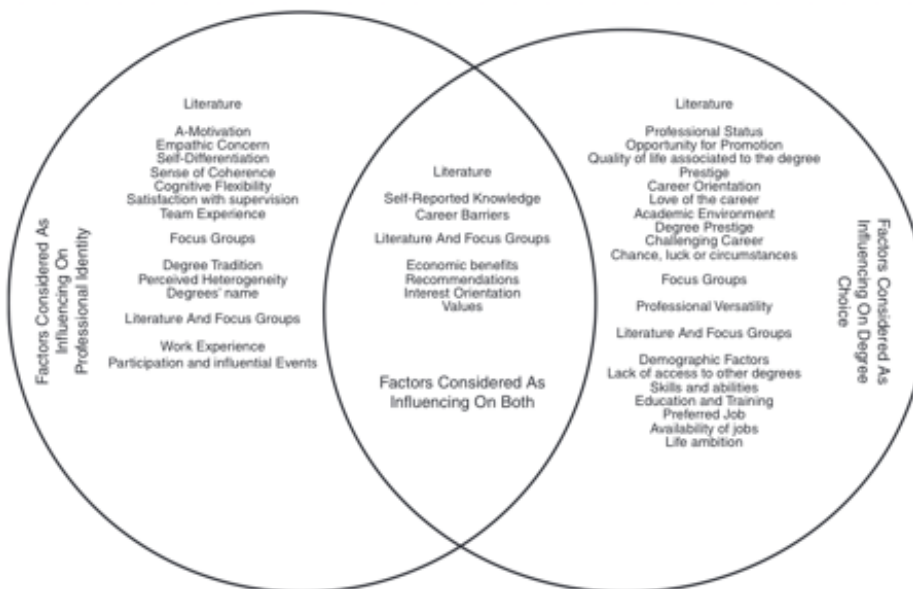 Factors Considered As
Influencing On
Professional Identity
Literature
A-Motivation
Empathic Concern
Self-Differentiation
Sense of Coherence
Cognitive Flexibility
Satisfaction with supervision
Team Experience
Focus Groups
Degree Tradition
Perceived Heterogeneity
Degrees' name
Literature And Focus Groups
Work Experience
Participation and influential Events
Literature
Self-Reported Knowledge
Career Barriers
Literature And Focus Groups
Economic benefits
Recommendations
Interest Orientation
Values
Factors Considered As
Influencing On Both
Literature
Professional Status
Opportunity for Promotion
Quality of life associated to the degree
Prestige
Career Orientation
Love of the career
Academic Environment
Degree Prestige
Challenging Career
Chance, luck or circumstances
Focus Groups
Professional Versatility
Literature And Focus Groups
Demographic Factors
Lack of access to other degrees
Skills and abilities
Education and Training
Preferred Job
Availability of jobs
Life ambition
Factors Considered As
Influencing On Degree
Choice